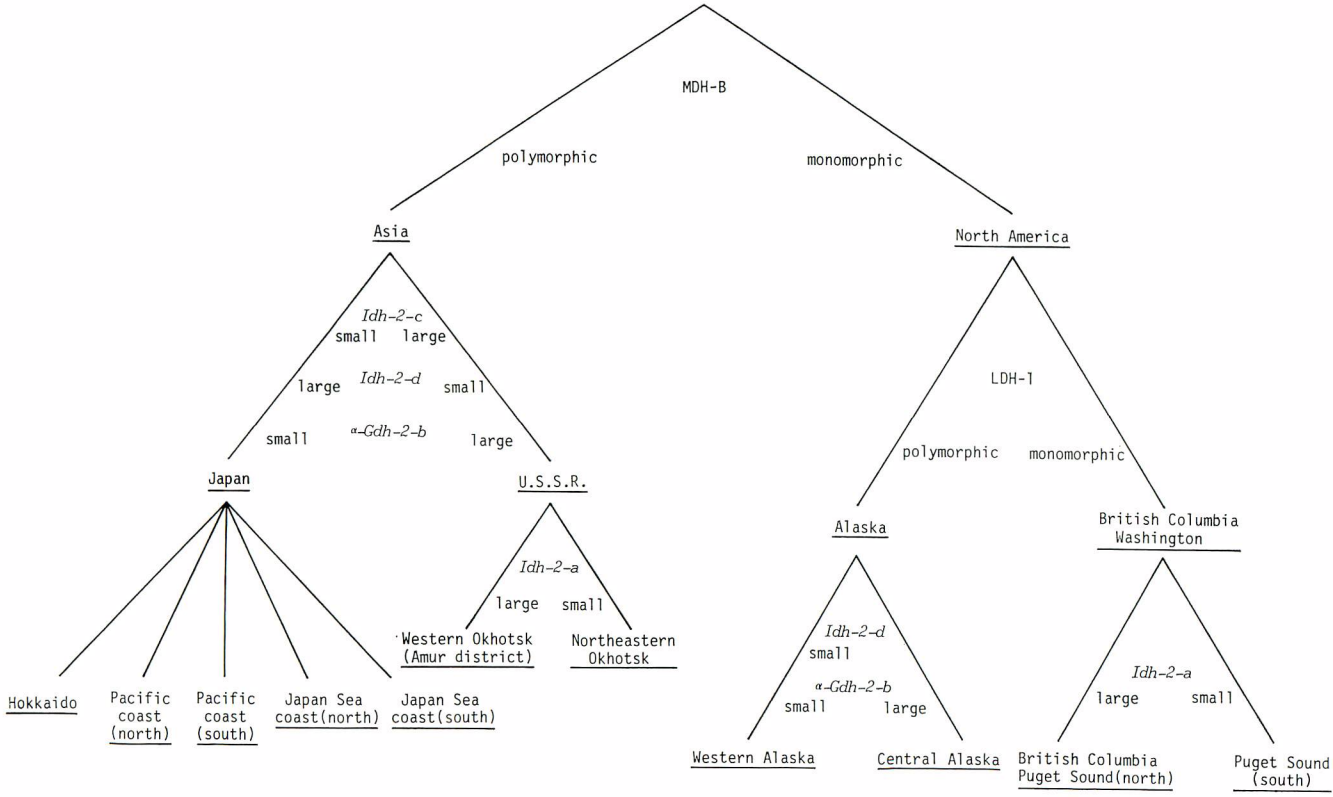 MDH-B
polymorphic
monomorphic
Asia
North America
Idh-2-c
small large
large Idh-2-d small
small α-Gdh-2-b large
LDH-1
polymorphic monomorphic
Japan
U.S.S.R.
Alaska
British Columbia
Washington
Idh-2-a
large small
Western Okhotsk
(Amur district)
Northeastern
Okhotsk
Idh-2-d
small
α-Gdh-2-b
small large
Idh-2-a
large small
Hokkaido
Pacific
coast
(north)
Pacific
coast
(south)
Japan Sea
coast(north)
Japan Sea
coast(south)
Western Alaska
Central Alaska
British Columbia
Puget Sound(north)
Puget Sound
(south)